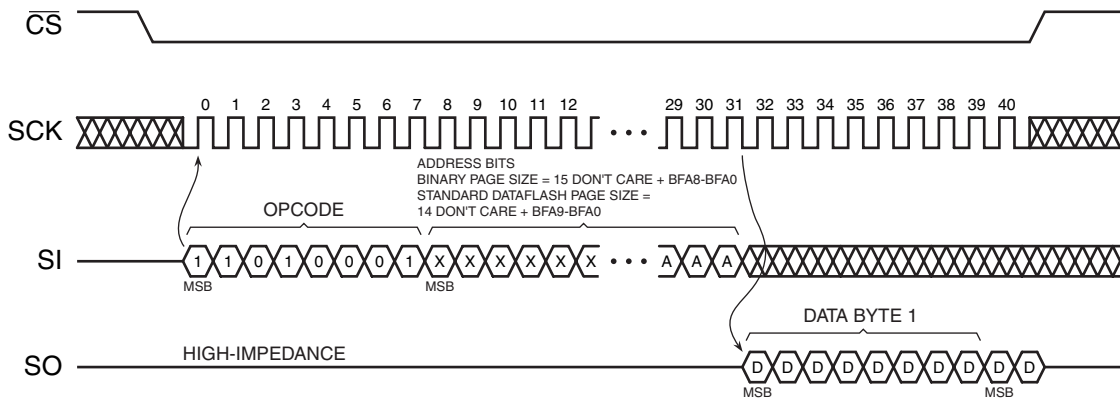 CS
SCK
0 1 2 3 4 5 6 7 8 9 10 11 12 29 30 31 32 33 34 35 36 37 38 39 40
ADDRESS BITS
BINARY PAGE SIZE = 15 DON'T CARE + BFA8-BFA0
STANDARD DATAFLASH PAGE SIZE =
14 DON'T CARE + BFA9-BFA0
OPCODE
SI
1 1 0 1 0 0 0 1 X X X X X X • • • A A A
MSB MSB
DATA BYTE 1
SO
HIGH-IMPEDANCE
D D D D D D D D D D
MSB MSB